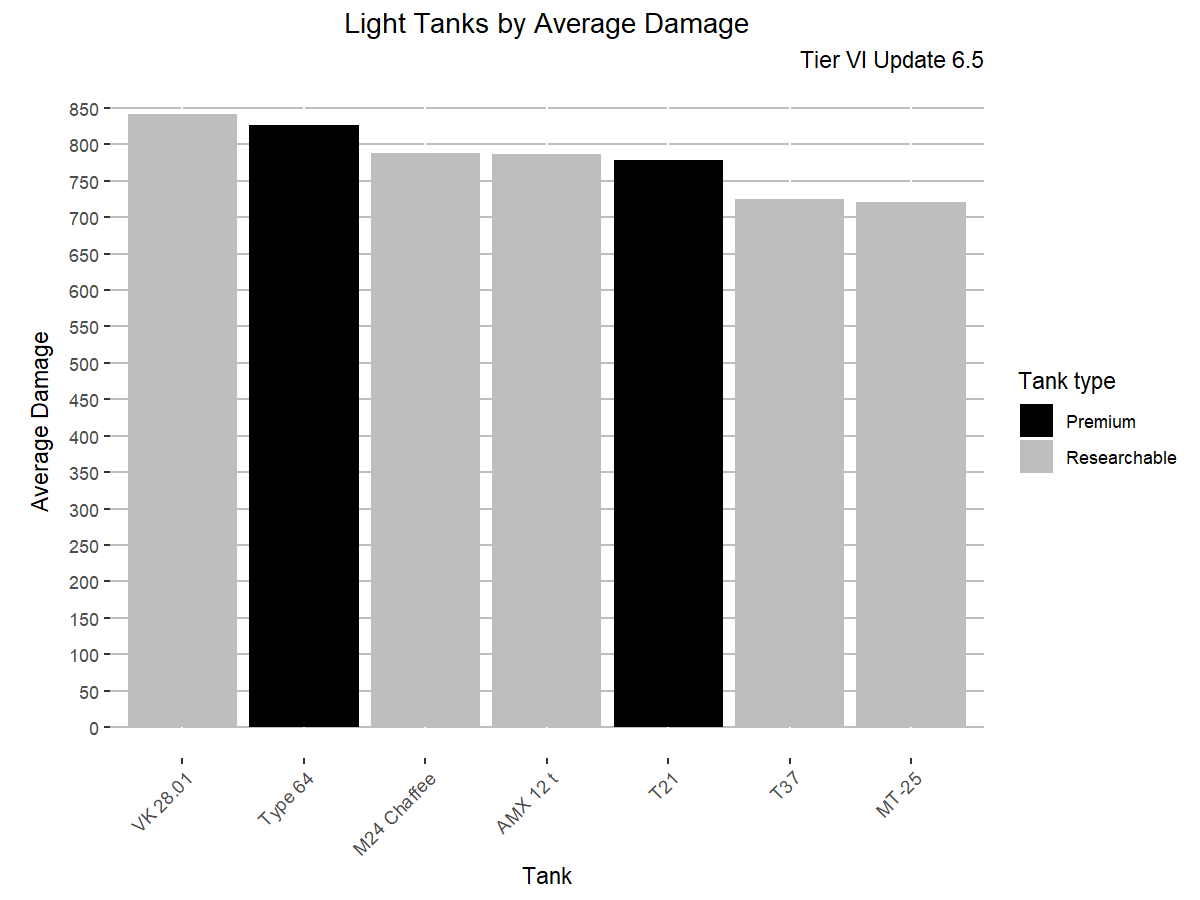 Light Tanks by Average Damage
Tier VI Update 6.5
Average Damage
850
800
750
700
650
600
550
500
450
400
350
300
250
200
150
100
50
0
VK 28.01
Type 64
M24 Chaffee
AMX 12 t
T21
T37
MT-25
Tank
Tank type
Premium
Researchable